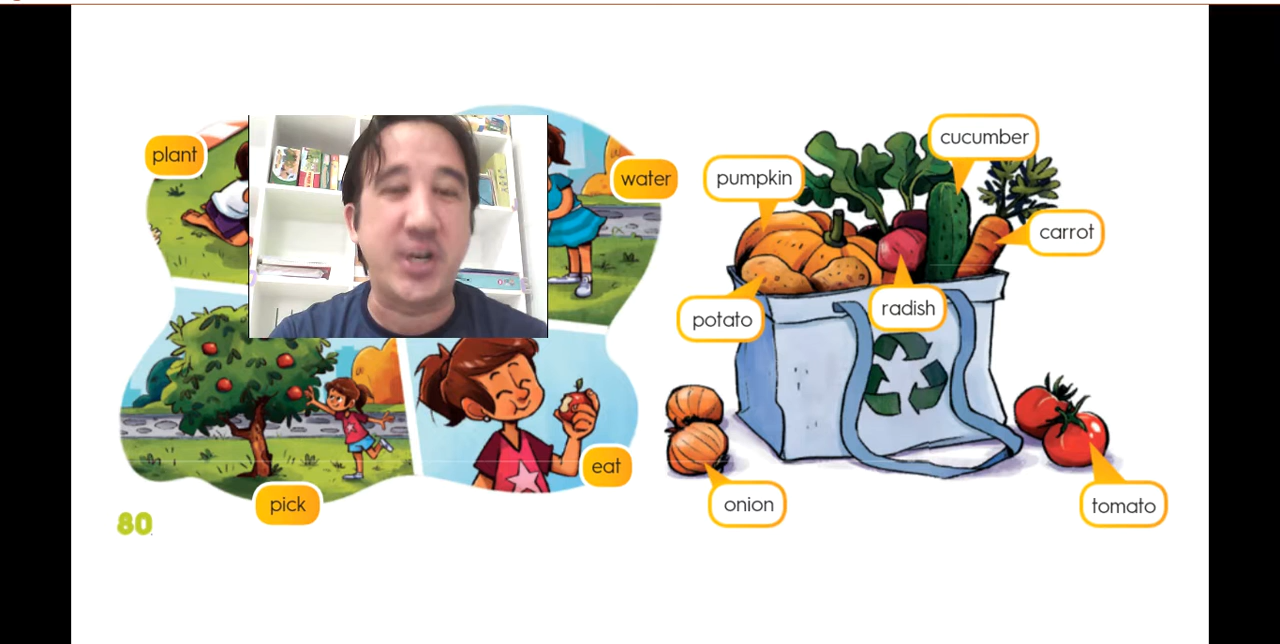 plant
water
pick
eat
80
pumpkin
cucumber
carrot
potato
radish
onion
tomato